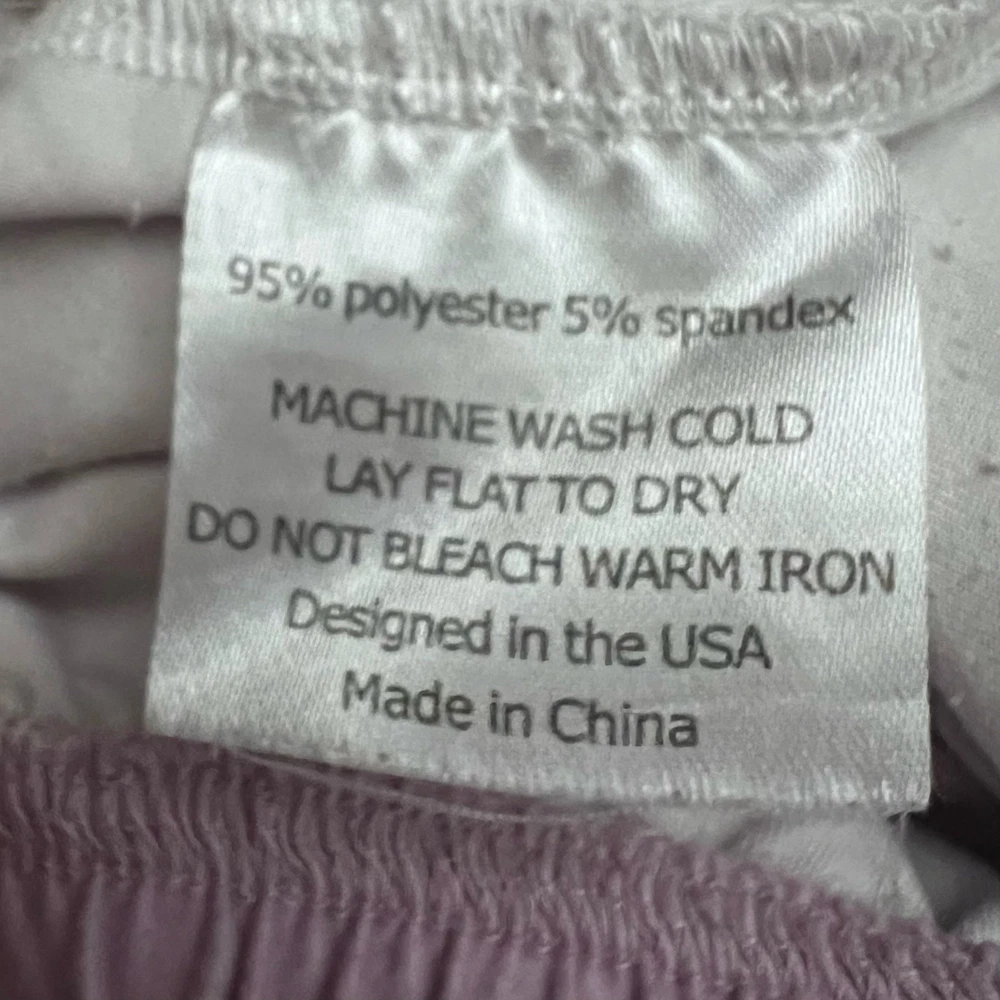 95% polyester 5% spandex
MACHINE WASH COLD
LAY FLAT TO DRY
DO NOT BLEACH WARM IRON
Designed in the USA
Made in China